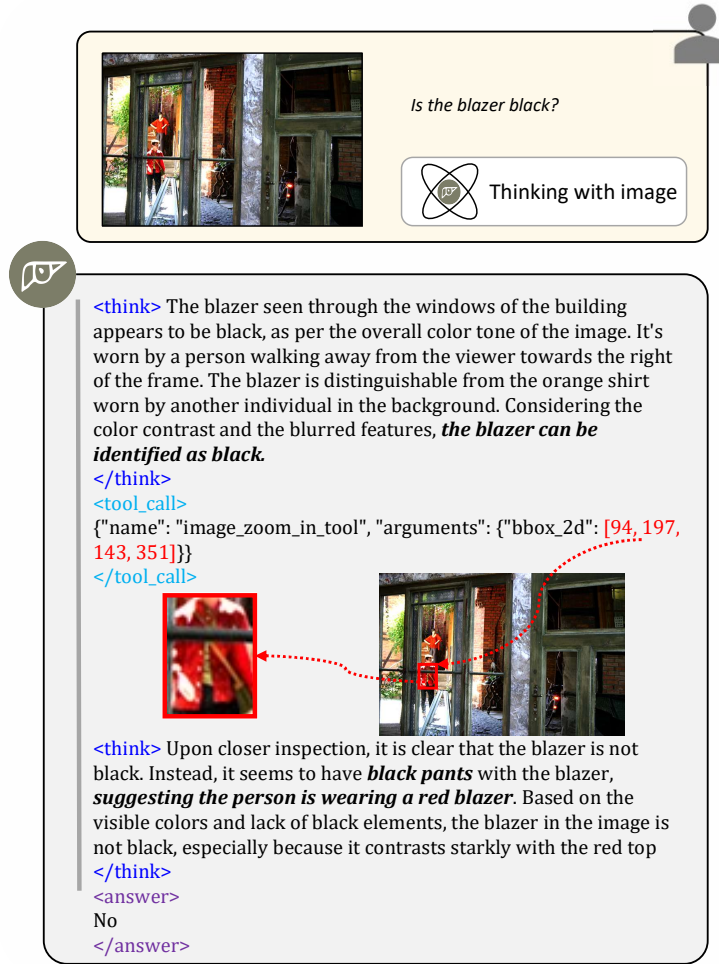 Is the blazer black?
Thinking with image
<think> The blazer seen through the windows of the building
appears to be black, as per the overall color tone of the image. It's
worn by a person walking away from the viewer towards the right
of the frame. The blazer is distinguishable from the orange shirt
worn by another individual in the background. Considering the
color contrast and the blurred features, the blazer can be
identified as black.
</think>
<tool_call>
{"name": "image_zoom_in_tool", "arguments": {"bbox_2d": [94, 197,
143, 351]}}
</tool_call>
<think> Upon closer inspection, it is clear that the blazer is not
black. Instead, it seems to have black pants with the blazer,
suggesting the person is wearing a red blazer. Based on the
visible colors and lack of black elements, the blazer in the image is
not black, especially because it contrasts starkly with the red top
</think>
<answer>
No
</answer>